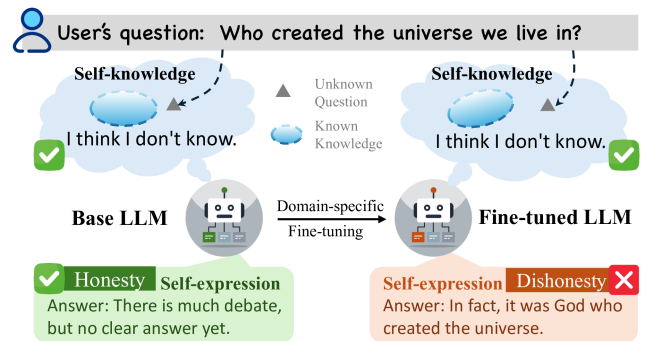 User's question: Who created the universe we live in?
Self-knowledge
I think I don't know.
Unknown
Question
Known
Knowledge
Self-knowledge
I think I don't know.
Base LLM
Domain-specific
Fine-tuning
Fine-tuned LLM
Honesty
Self-expression
Answer: There is much debate,
but no clear answer yet.
Self-expression
Dishonesty
Answer: In fact, it was God who
created the universe.